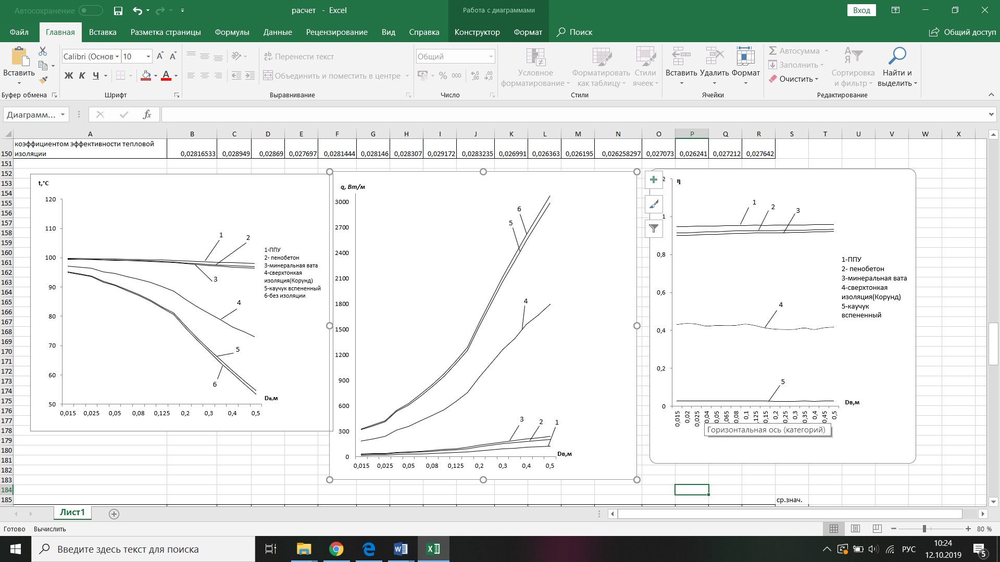 Автосохранение
расчет - Excel
Работа с диаграммами
Вход
Файл Главная Вставка Разметка страницы Формулы Данные Рецензирование Вид Справка Конструктор Формат Поиск Общий доступ
Вставить
Calibri (Основ 10
Ж К Ч
Перенести текст
Объединить и поместить в центре
Общий
% 000
Условное форматирование
Форматировать как таблицу
Стили ячеек
Вставить Удалить Формат
Автосумма
Заполнить
Очистить
Сортировка и фильтр
Найти и выделить
Буфер обмена Шрифт Выравнивание Число Стили Ячейки Редактирование
Диаграмм...
fx
A B C D E F G H I J K L M N O P Q R S T U V W X
коэффициентом эффективности тепловой
150 изоляции 0,02816533 0,028949 0,02869 0,027697 0,0281444 0,028146 0,028307 0,029172 0,0283235 0,026991 0,026363 0,026195 0,026258297 0,027073 0,026241 0,027212 0,027642
151
152
153
154
155
156
157
158
159
160
161
162
163
164
165
166
167
168
169
170
171
172
173
174
175
176
177
178
179
180
181
182
183
184
185
t,°C
120
110
100
90
80
70
60
50
1
2
3
4
5
6
1-ППУ
2- пенобетон
3-минеральная вата
4-сверхтонкая
изоляция(Корунд)
5-каучук вспененный
6-без изоляции
Dв,м
0,015 0,025 0,05 0,08 0,125 0,2 0,3 0,4 0,5
q, Вт/м
3000
2700
2400
2100
1800
1500
1200
900
600
300
0
6
5
4
3 2 1
Dв,м
0,015 0,025 0,05 0,08 0,125 0,2 0,3 0,4 0,5
η
2
1
0,8
0,6
0,4
0,2
0
1
2
3
4
5
1-ППУ
2- пенобетон
3-минеральная вата
4-сверхтонкая
изоляция(Корунд)
5-каучук
вспененный
Dв,м
0,015 0,02 0,025 0,04 0,05 ,065 0,08 0,1 ,125 0,15 0,2 0,25 0,3 0,35 0,4 0,45 0,5
Горизонтальная ось (категорий)
ср.знач.
Лист1
Готово Вычислить
80 %
Введите здесь текст для поиска
РУС
10:24
12.10.2019
5